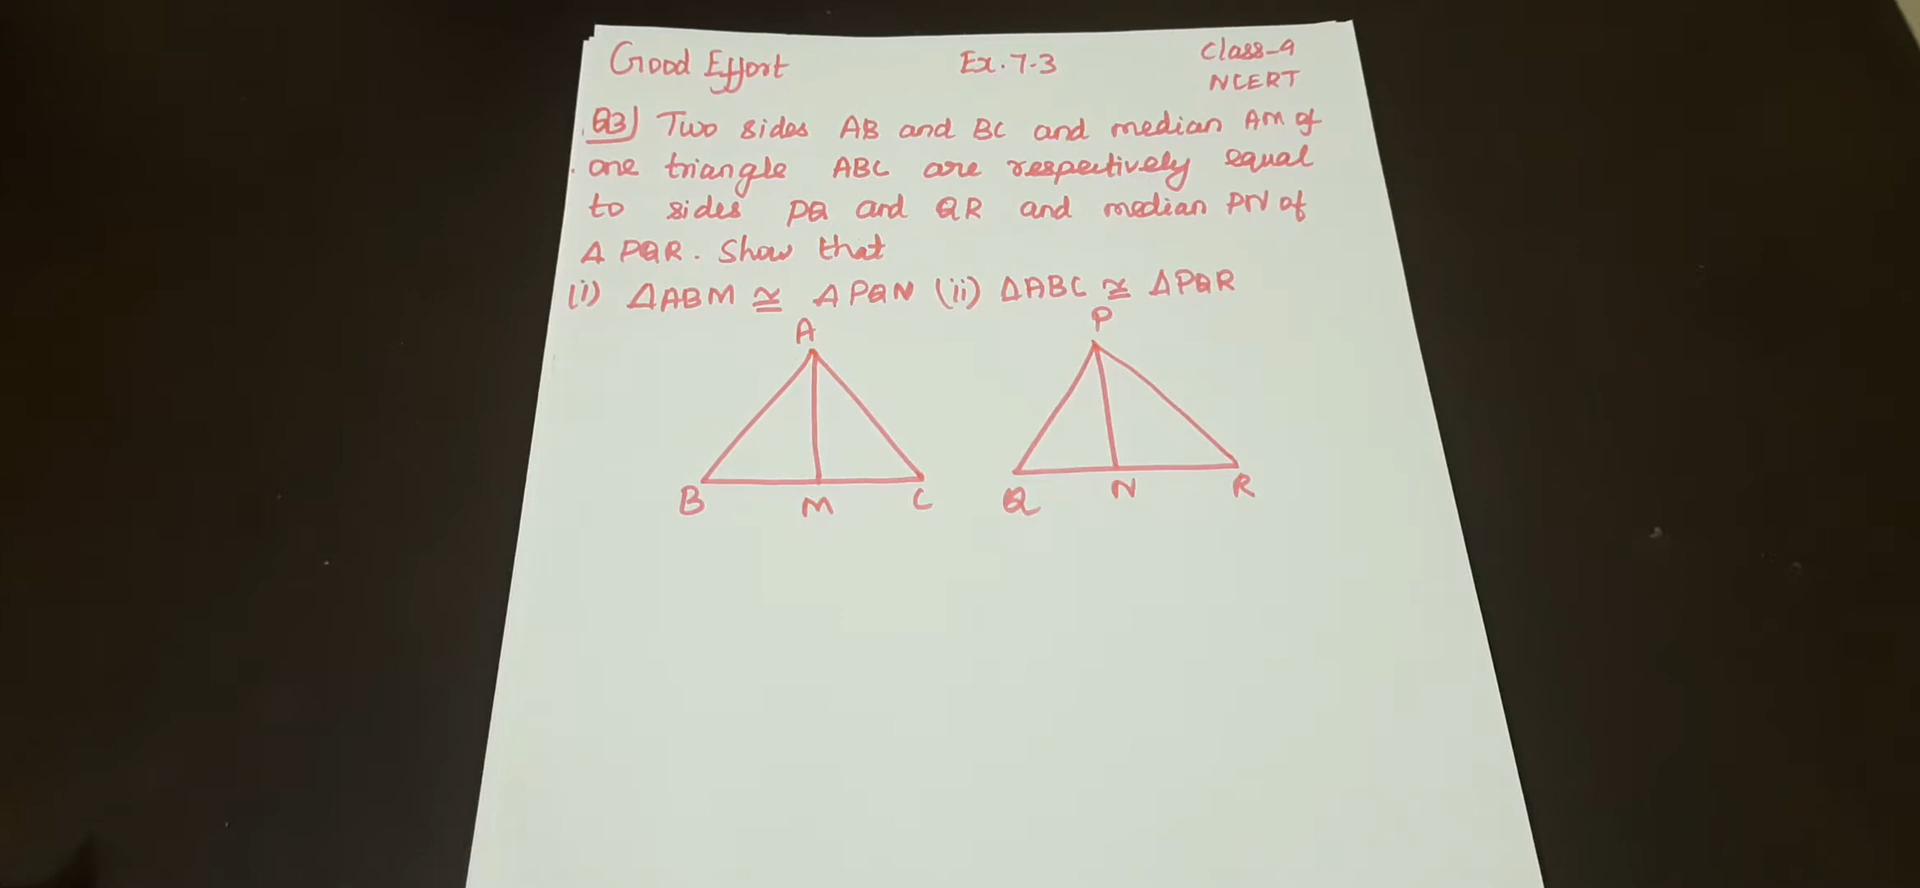 Good Effort Ex. 7.3 Class-9
NCERT
Q3) Two sides AB and BC and median AM of
one triangle ABC are respectively equal
to sides PQ and QR and median PN of
Δ PQR. Show that
(i) ΔABM ≅ ΔPQN (ii) ΔABC ≅ ΔPQR
A P
B M C Q N R